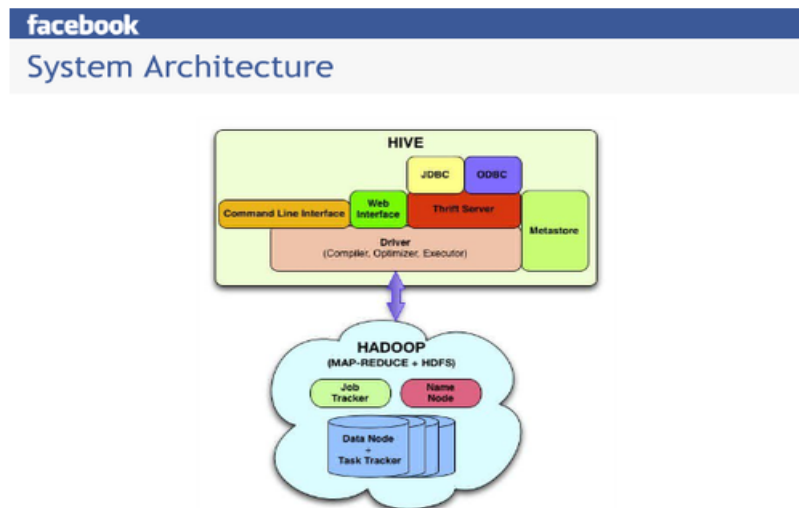 facebook
System Architecture
HIVE
JDBC
ODBC
Command Line Interface
Web
Interface
Thrift Server
Metastore
Driver
(Compiler, Optimizer, Executor)
HADOOP
(MAP-REDUCE + HDFS)
Job
Tracker
Name
Node
Data Node
+
Task Tracker